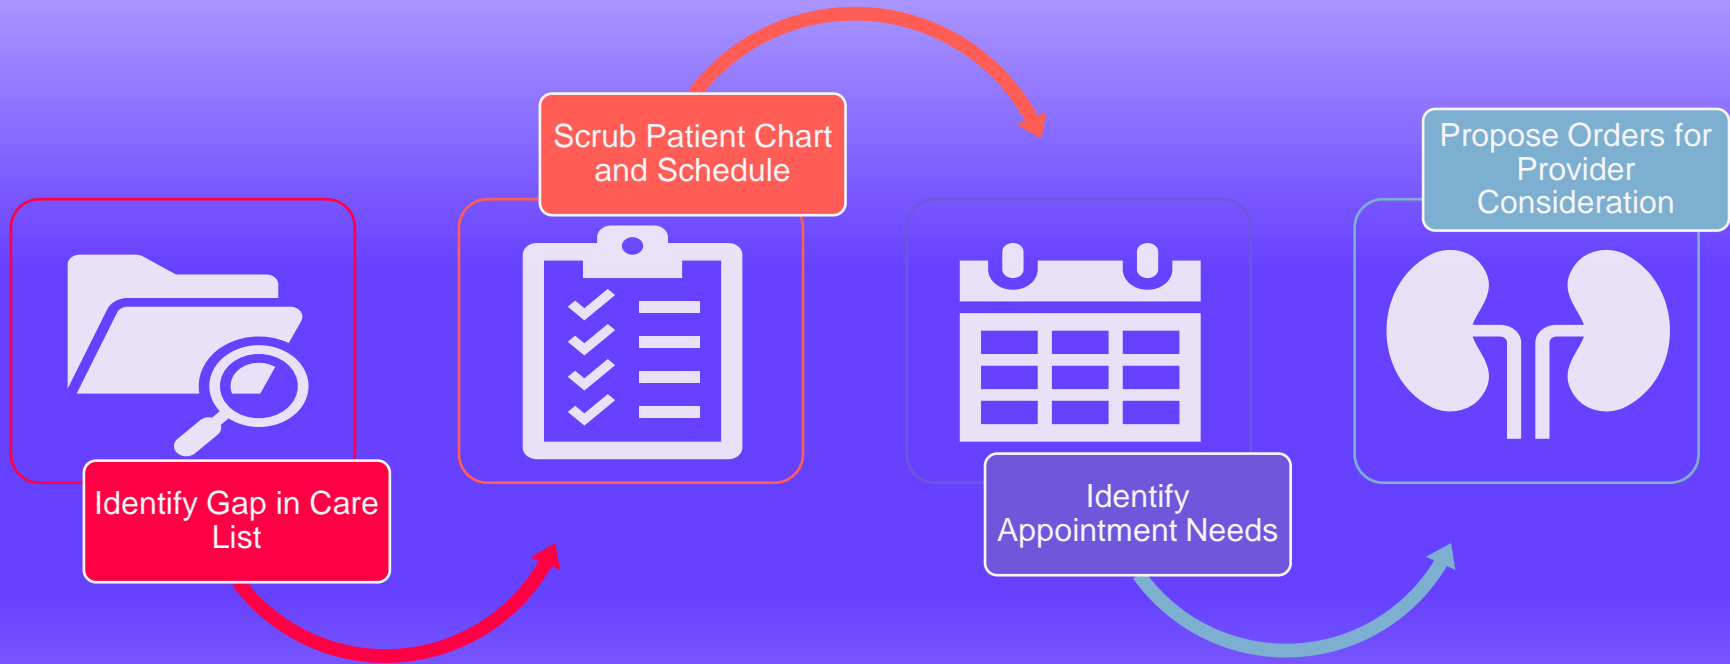 Identify Gap in Care
List
Scrub Patient Chart
and Schedule
Identify
Appointment Needs
Propose Orders for
Provider
Consideration